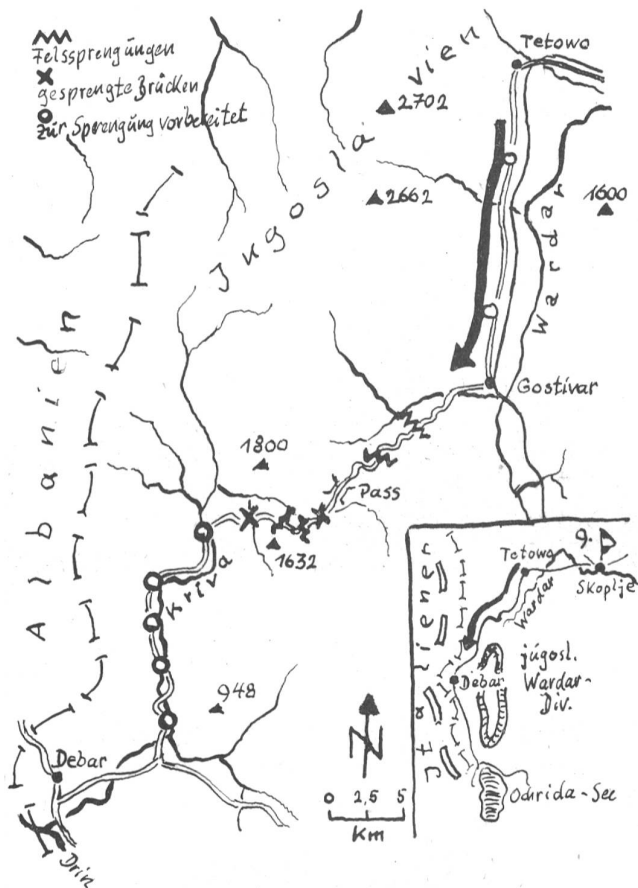 Felssprengungen
gesprengte Brücken
zur Sprengung vorbereitet
Jugoslavien
Tetowo
2702
2662
1600
Wardar
Albanien
Gostivar
1800
Pass
1632
Kriva
948
Debar
Drin
N
0 2,5 5
Km
9.
Tetowo
Skoplje
Wardar
Italiener
jugosl.
Wardar-
Div.
Debar
Ochrida-See